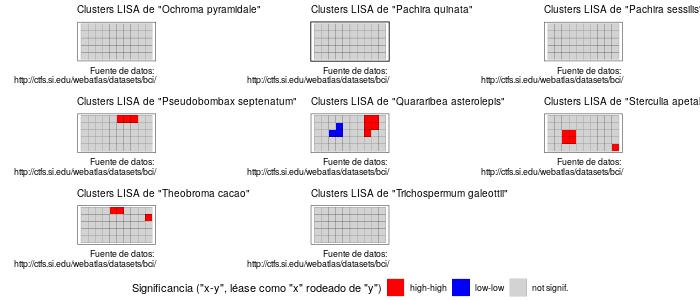 Clusters LISA de "Ochroma pyramidale"
Clusters LISA de "Pachira quinata"
Clusters LISA de "Pachira sessilis"
Fuente de datos:
http://ctfs.si.edu/webatlas/datasets/bci/
Fuente de datos:
http://ctfs.si.edu/webatlas/datasets/bci/
Fuente de datos:
http://ctfs.si.edu/webatlas/datasets/bci/
Clusters LISA de "Pseudobombax septenatum"
Clusters LISA de "Quararibea asterolepis"
Clusters LISA de "Sterculia apetal
Fuente de datos:
http://ctfs.si.edu/webatlas/datasets/bci/
Fuente de datos:
http://ctfs.si.edu/webatlas/datasets/bci/
Fuente de datos:
http://ctfs.si.edu/webatlas/datasets/bci/
Clusters LISA de "Theobroma cacao"
Clusters LISA de "Trichospermum galeottii"
Fuente de datos:
http://ctfs.si.edu/webatlas/datasets/bci/
Fuente de datos:
http://ctfs.si.edu/webatlas/datasets/bci/
Significancia ("x-y", léase como "x" rodeado de "y") high-high low-low not signif.